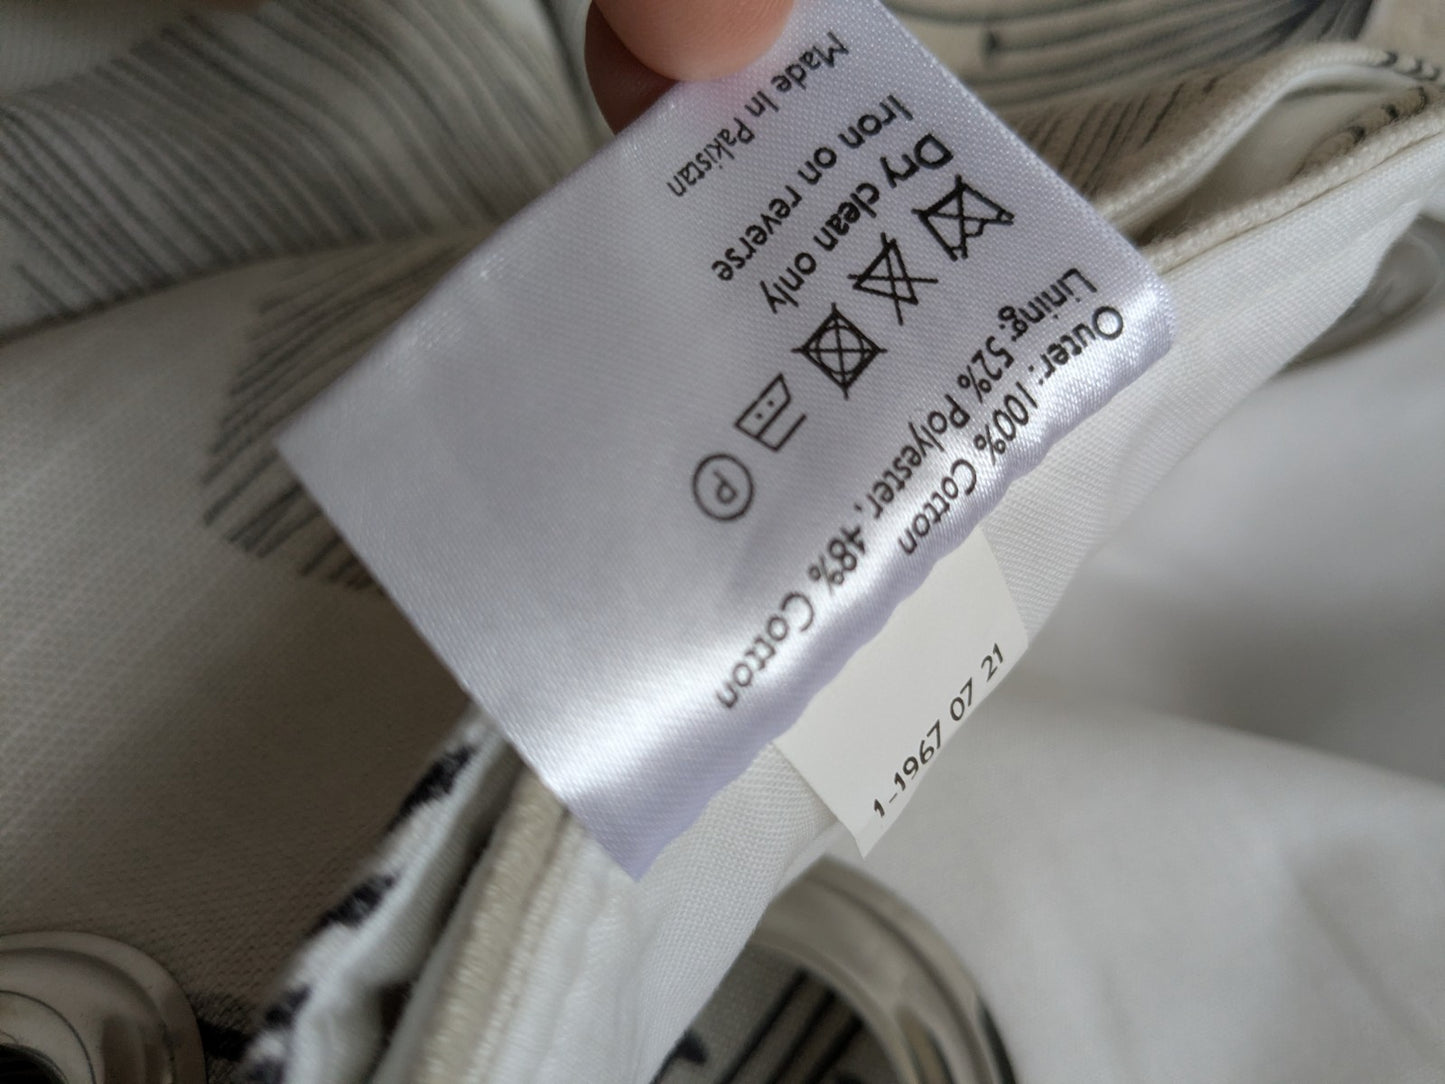 Outer: 100% Cotton
Lining: 52% Polyester, 48% Cotton
P
Dry clean only
Iron on reverse
Made In Pakistan
1-1967 07 21